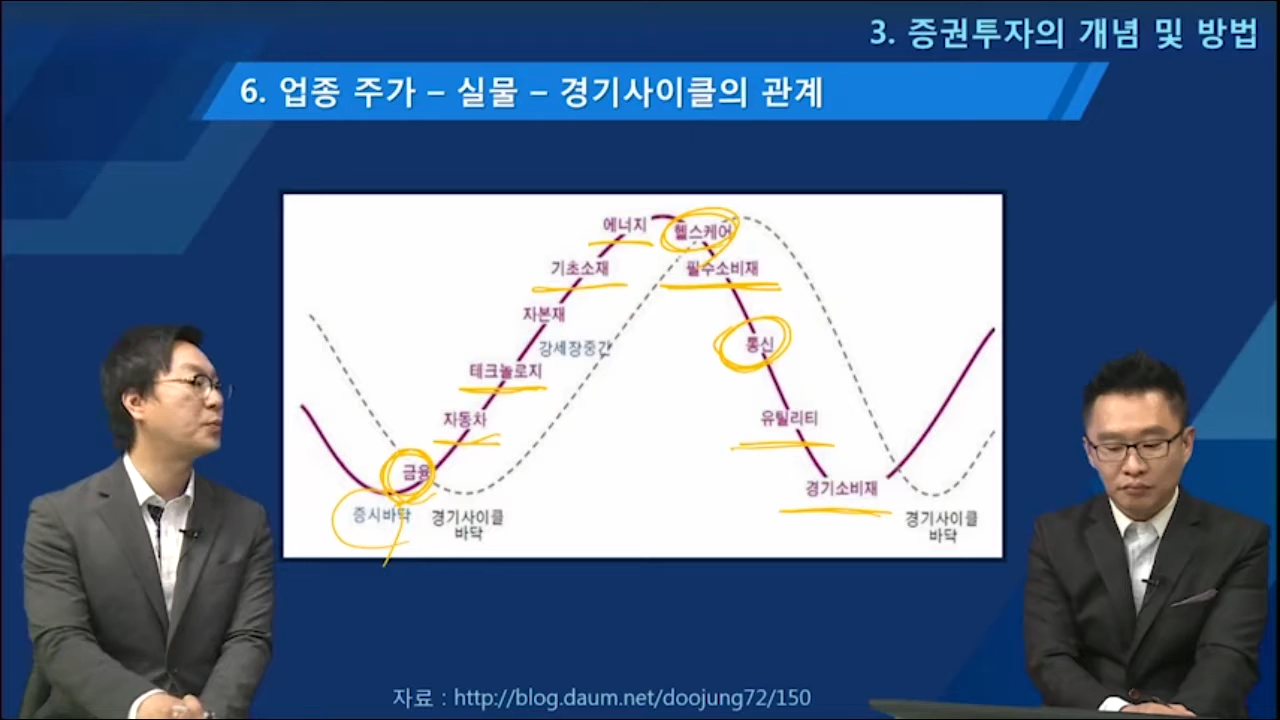 3. 증권투자의 개념 및 방법
6. 업종 주가 – 실물 – 경기사이클의 관계
에너지
헬스케어
기초소재
필수소비재
자본재
강세장중간
통신
테크놀로지
자동차
유틸리티
금융
경기소비재
증시바닥
경기사이클
바닥
경기사이클
바닥
자료 : http://blog.daum.net/doojung72/150